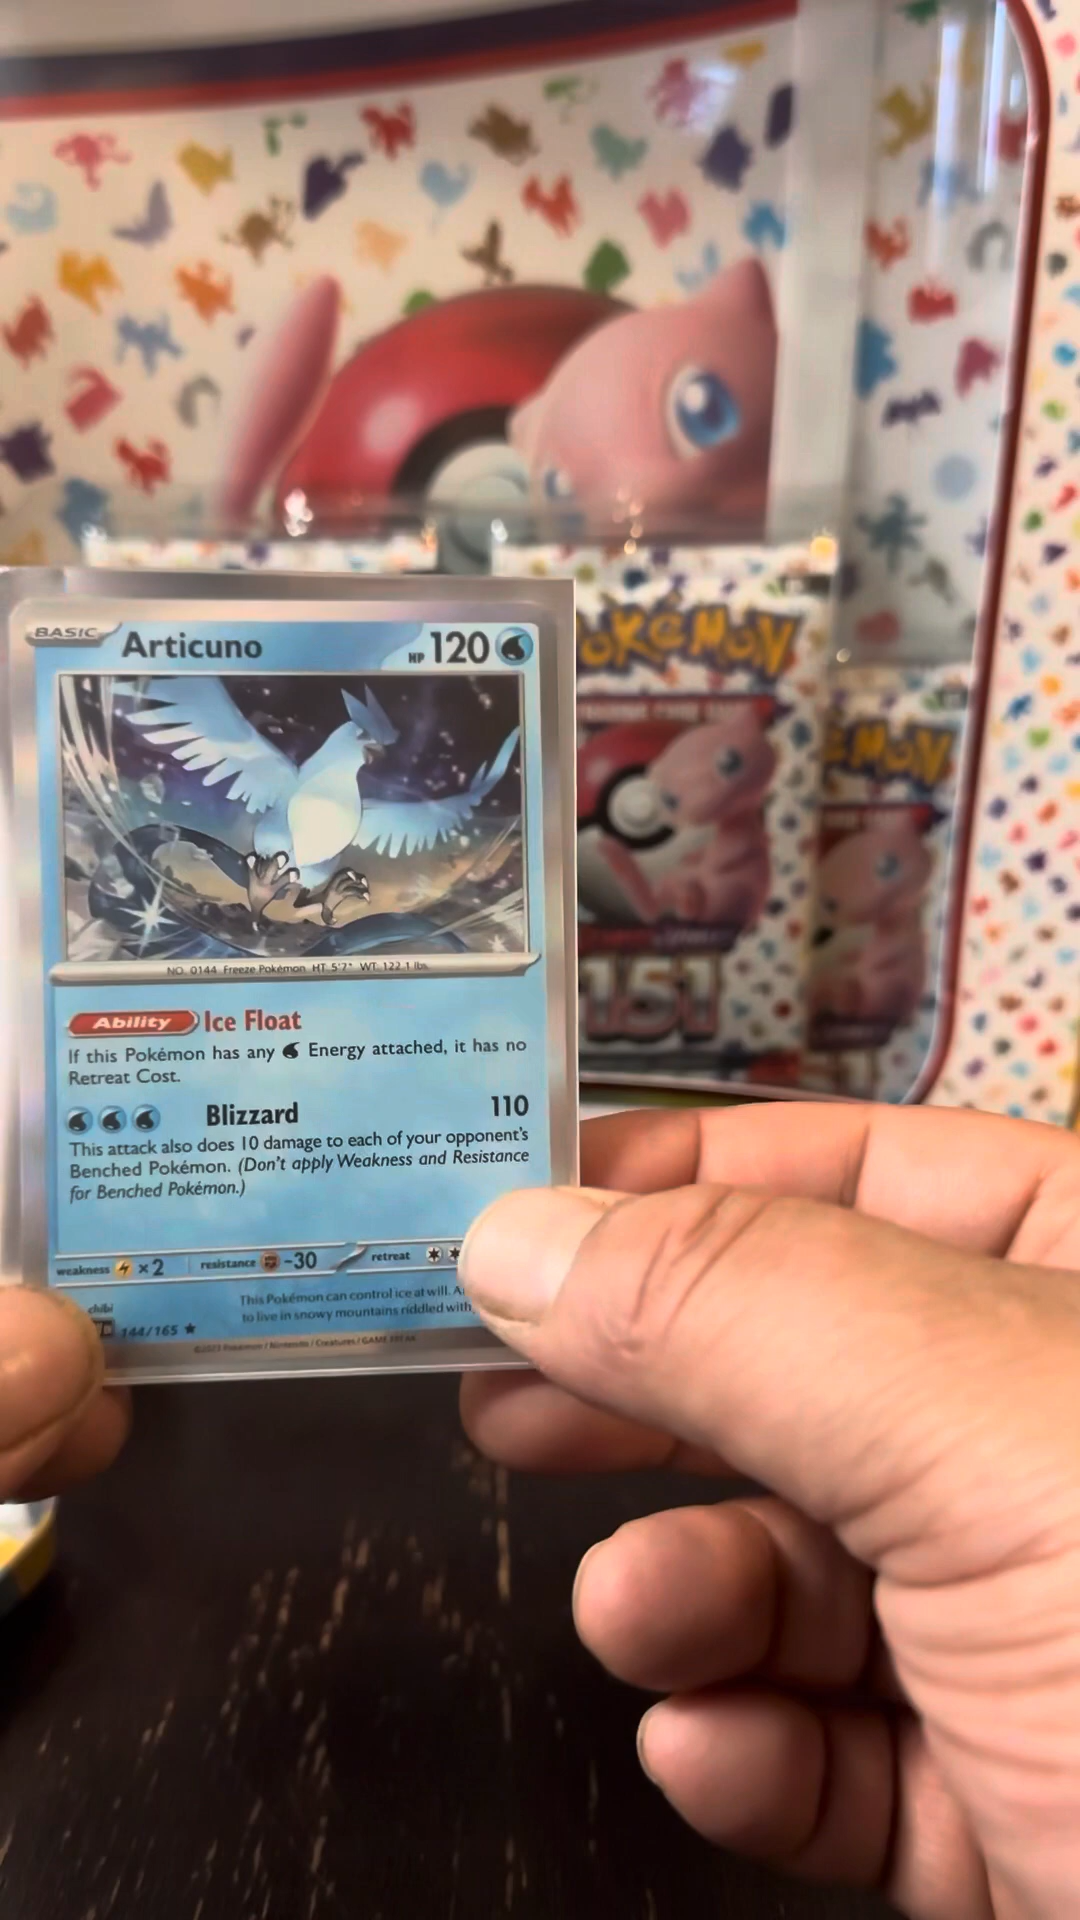 BASIC Articuno HP 120
NO. 0144 Freeze Pokémon HT. 5'7" WT. 122.1 lbs.
Ability Ice Float
If this Pokémon has any Energy attached, it has no
Retreat Cost.
Blizzard 110
This attack also does 10 damage to each of your opponent's
Benched Pokémon. (Don't apply Weakness and Resistance
for Benched Pokémon.)
weakness ×2 resistance -30 retreat
chibi
144/165
This Pokémon can control ice at will.
to live in snowy mountains riddled with
©2023 Pokémon / Nintendo / Creatures / GAME FREAK
POKÉMON
151